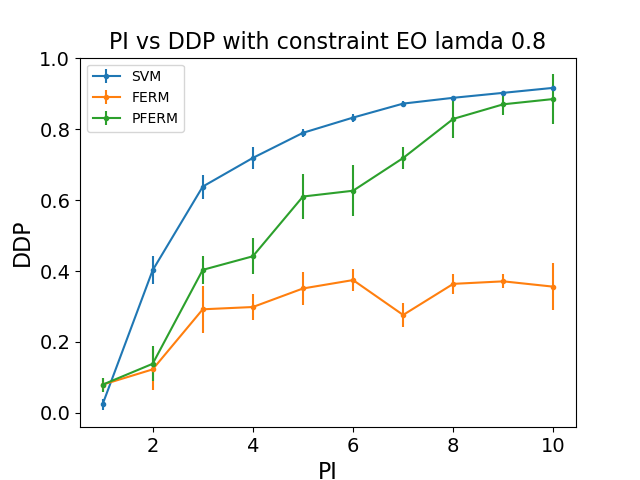 PI vs DDP with constraint EO lamda 0.8
1.0
SVM
FERM
PFERM
0.8
0.6
0.4
0.2
0.0
DDP
2 4 6 8 10
PI